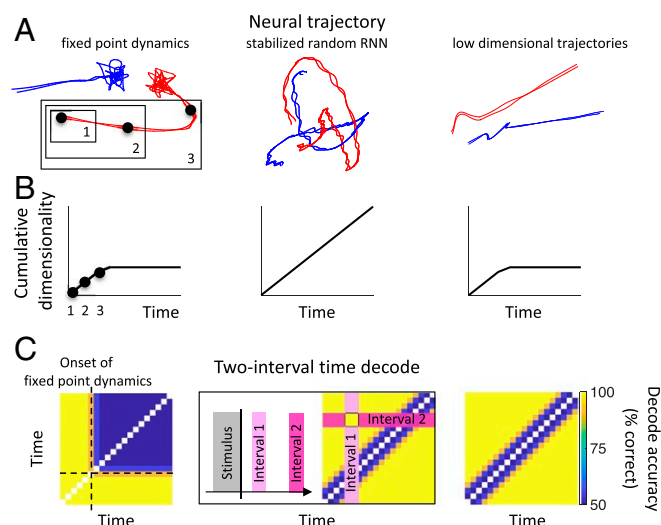 A
Neural trajectory
fixed point dynamics
stabilized random RNN
low dimensional trajectories
1
2
3
B
Cumulative
dimensionality
1 2 3
Time
Time
Time
C
Onset of
fixed point dynamics
Two-interval time decode
Time
Time
Stimulus
Interval 1
Interval 2
Interval 2
Interval 1
Time
Time
100
75
50
Decode accuracy
(% correct)